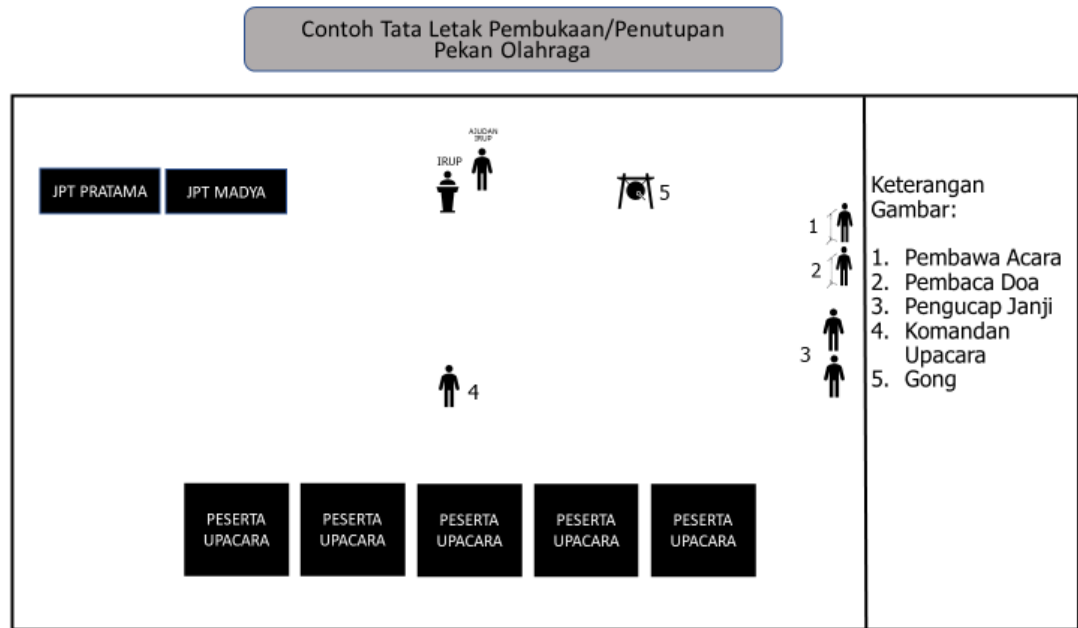 Contoh Tata Letak Pembukaan/Penutupan
Pekan Olahraga
AJUDAN
IRUP
IRUP
JPT PRATAMA
JPT MADYA
5
1
2
3
4
PESERTA
UPACARA
PESERTA
UPACARA
PESERTA
UPACARA
PESERTA
UPACARA
PESERTA
UPACARA
Keterangan
Gambar:
1. Pembawa Acara
2. Pembaca Doa
3. Pengucap Janji
4. Komandan
Upacara
5. Gong